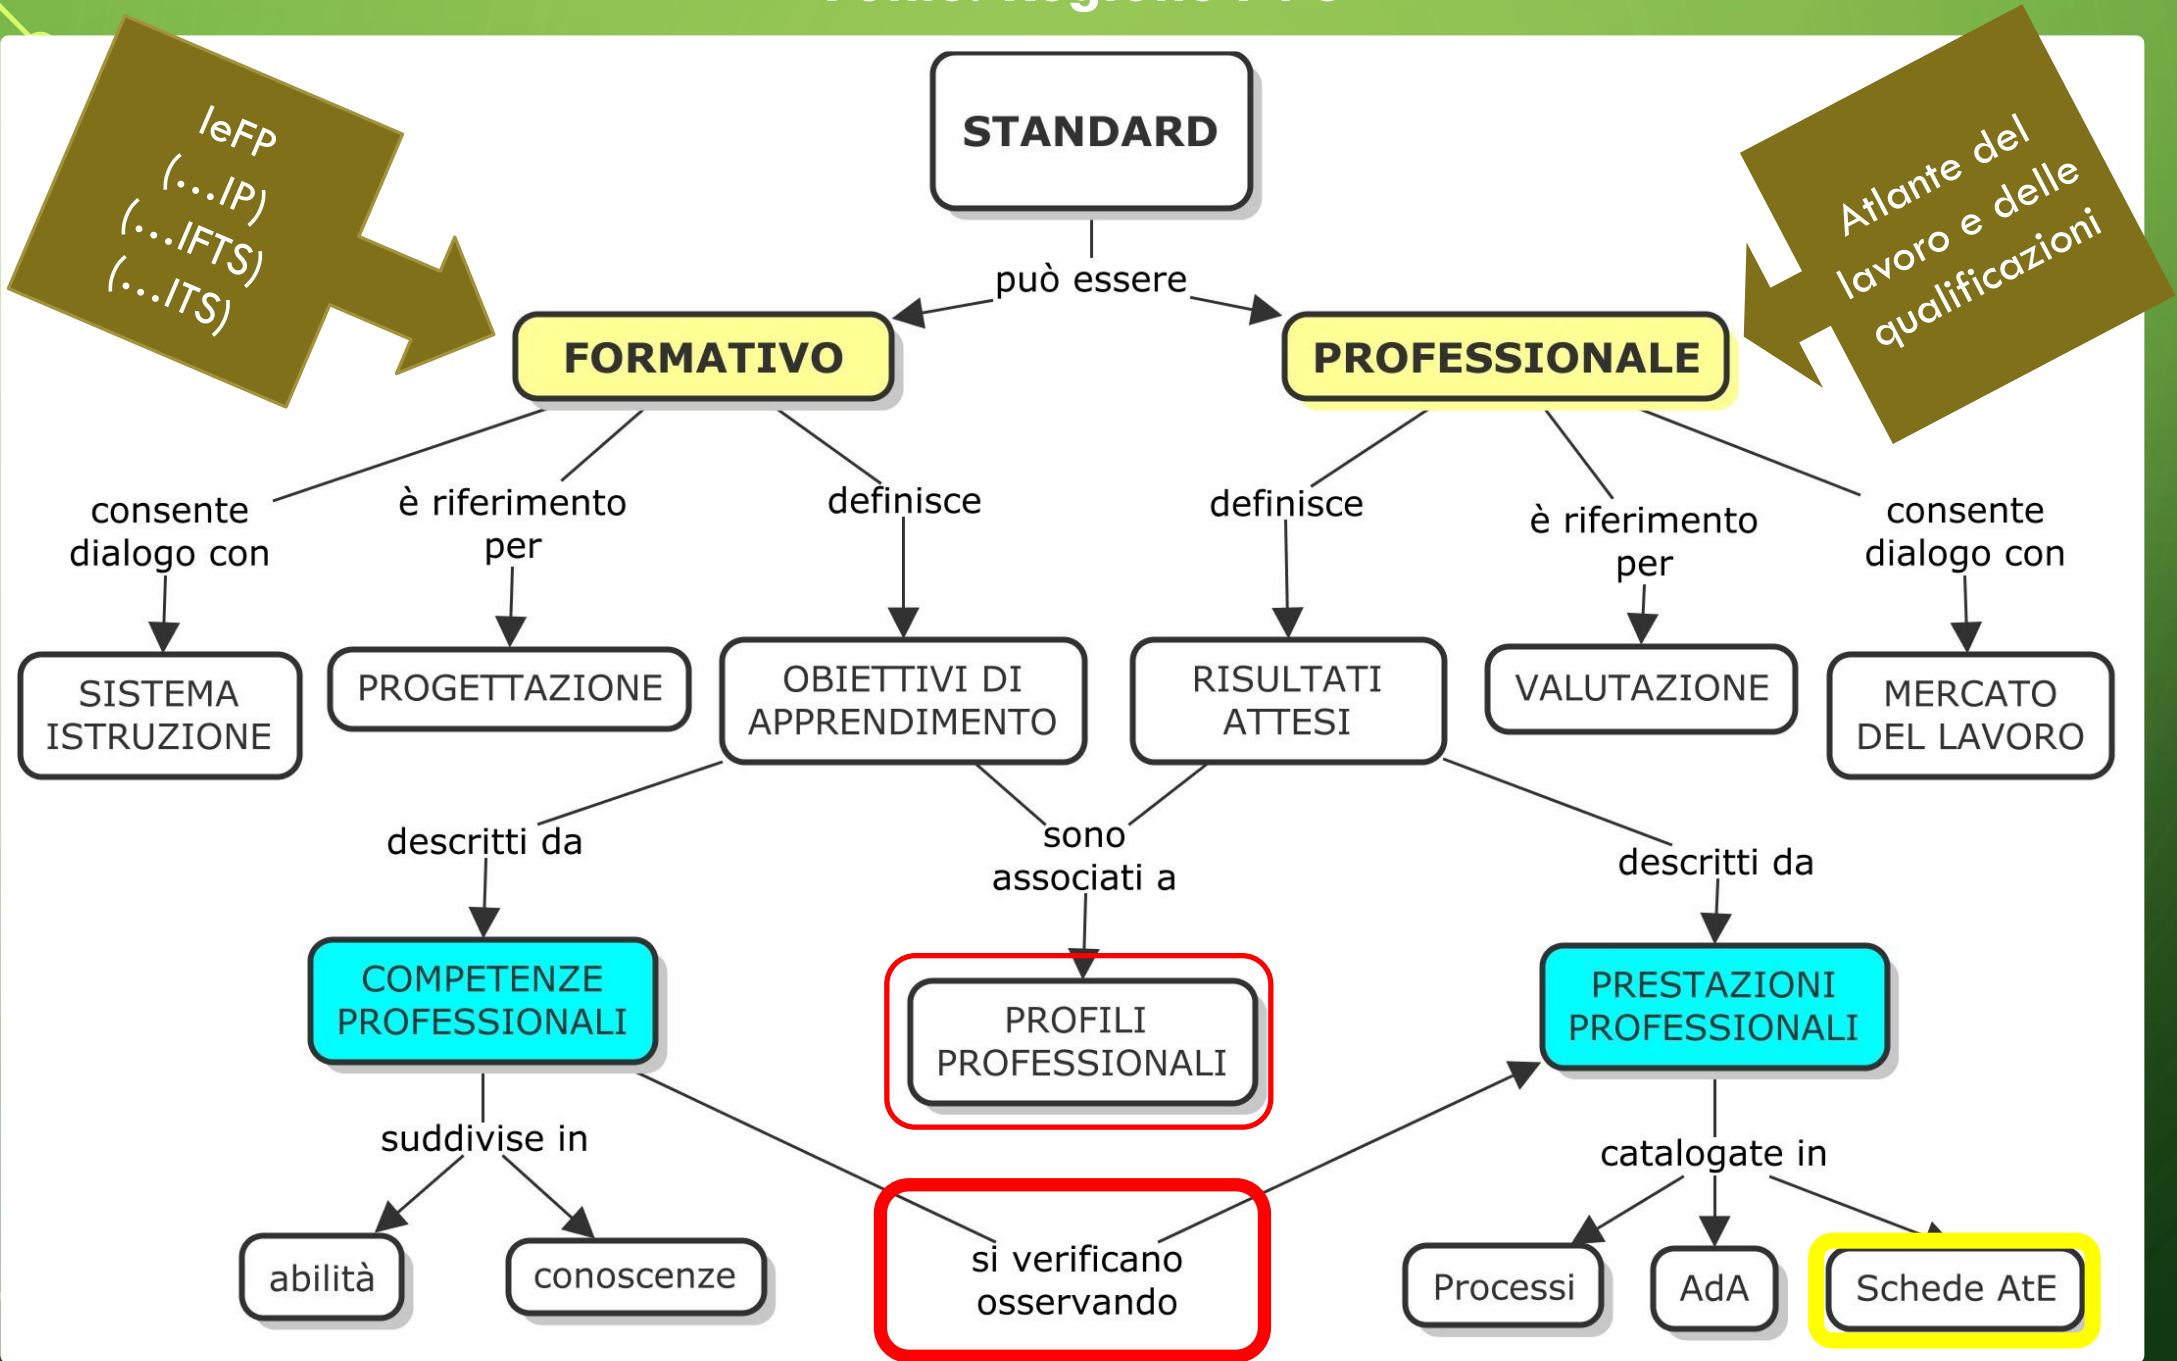 IeFP
(...IP)
(...IFTS)
(...ITS)
Atlante del
lavoro e delle
qualificazioni
STANDARD
può essere
FORMATIVO
PROFESSIONALE
consente
dialogo con
è riferimento
per
definisce
definisce
è riferimento
per
consente
dialogo con
SISTEMA
ISTRUZIONE
PROGETTAZIONE
OBIETTIVI DI
APPRENDIMENTO
RISULTATI
ATTESI
VALUTAZIONE
MERCATO
DEL LAVORO
descritti da
sono
associati a
descritti da
COMPETENZE
PROFESSIONALI
PROFILI
PROFESSIONALI
PRESTAZIONI
PROFESSIONALI
suddivise in
catalogate in
abilità
conoscenze
si verificano
osservando
Processi
AdA
Schede AtE